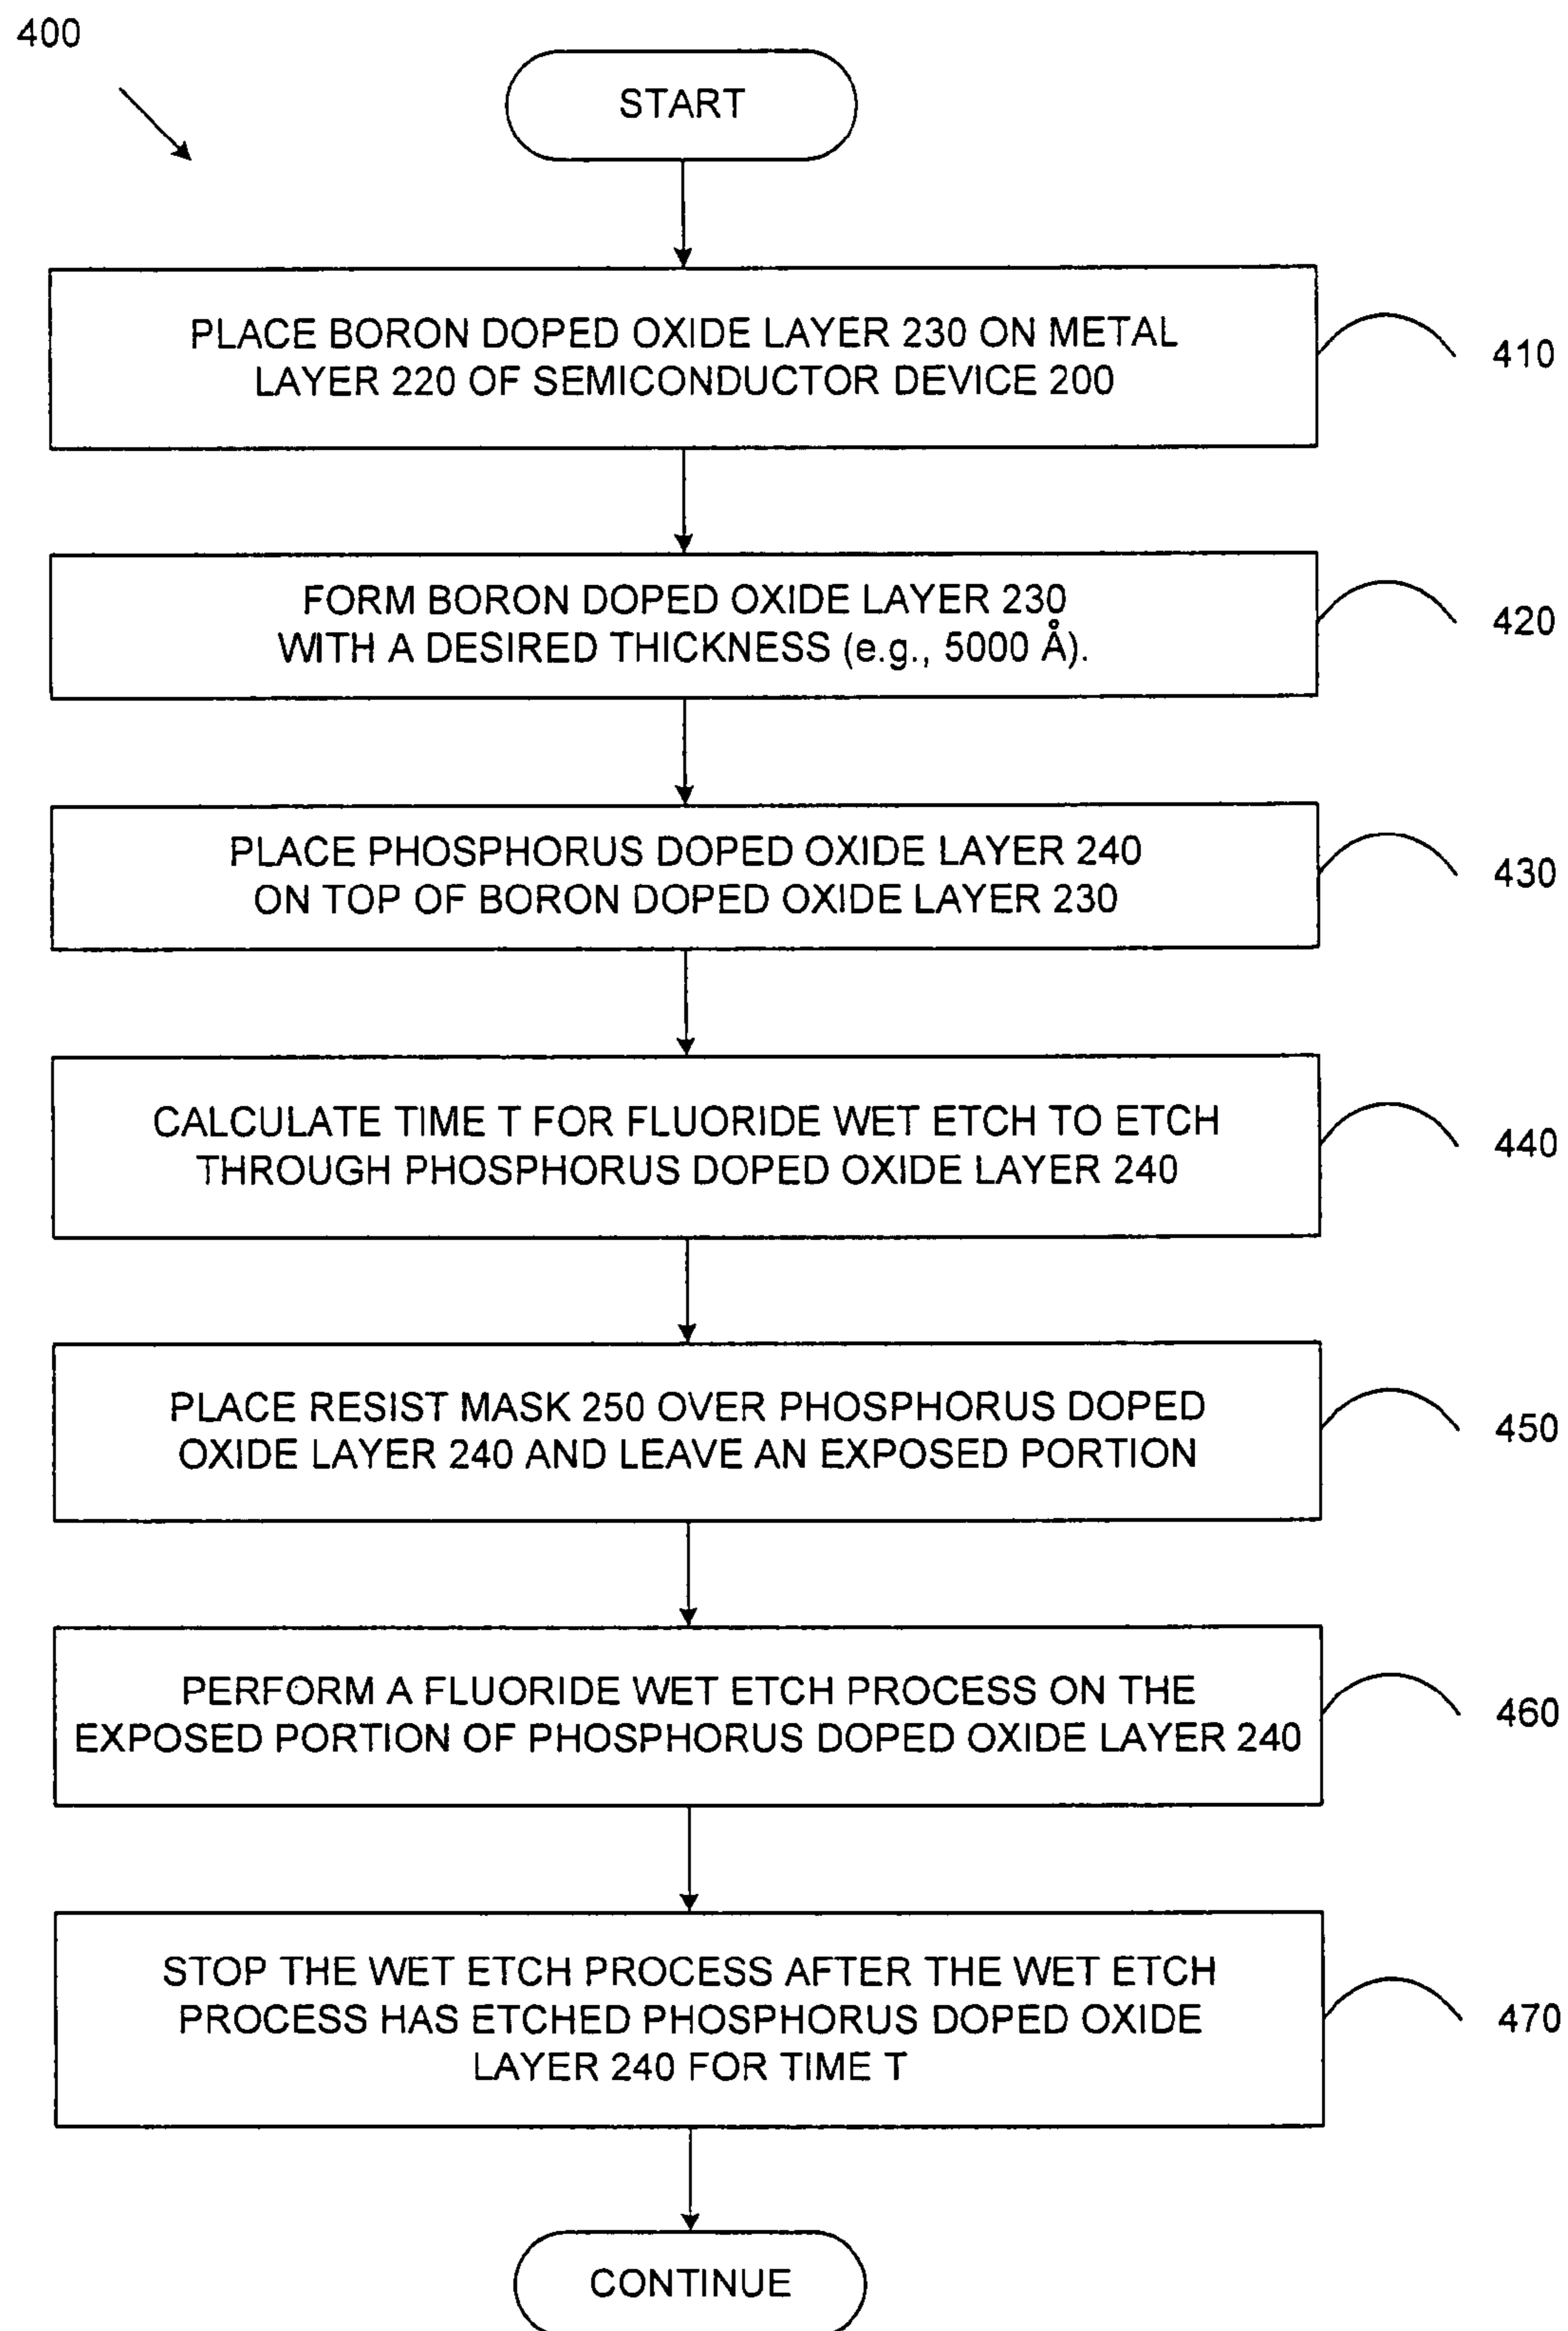 400
START
PLACE BORON DOPED OXIDE LAYER 230 ON METAL
LAYER 220 OF SEMICONDUCTOR DEVICE 200
410
FORM BORON DOPED OXIDE LAYER 230
WITH A DESIRED THICKNESS (e.g., 5000 Å).
420
PLACE PHOSPHORUS DOPED OXIDE LAYER 240
ON TOP OF BORON DOPED OXIDE LAYER 230
430
CALCULATE TIME T FOR FLUORIDE WET ETCH TO ETCH
THROUGH PHOSPHORUS DOPED OXIDE LAYER 240
440
PLACE RESIST MASK 250 OVER PHOSPHORUS DOPED
OXIDE LAYER 240 AND LEAVE AN EXPOSED PORTION
450
PERFORM A FLUORIDE WET ETCH PROCESS ON THE
EXPOSED PORTION OF PHOSPHORUS DOPED OXIDE LAYER 240
460
STOP THE WET ETCH PROCESS AFTER THE WET ETCH
PROCESS HAS ETCHED PHOSPHORUS DOPED OXIDE
LAYER 240 FOR TIME T
470
CONTINUE